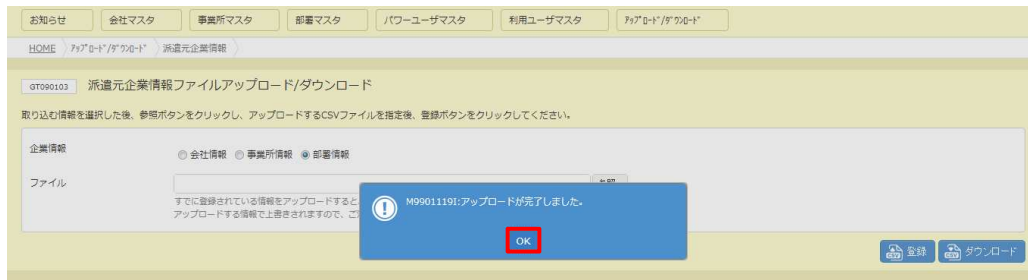 お知らせ 会社マスタ 事業所マスタ 部署マスタ パワーユーザマスタ 利用ユーザマスタ ｱｯﾌﾟﾛｰﾄﾞ/ﾀﾞｳﾝﾛｰﾄﾞ
HOME ｱｯﾌﾟﾛｰﾄﾞ/ﾀﾞｳﾝﾛｰﾄﾞ 派遣元企業情報
GT090103 派遣元企業情報ファイルアップロード/ダウンロード
取り込む情報を選択した後、参照ボタンをクリックし、アップロードするCSVファイルを指定後、登録ボタンをクリックしてください。
企業情報 会社情報 事業所情報 部署情報
ファイル
すでに登録されている情報をアップロードすると
アップロードする情報で上書きされますので、ご
M9901119I:アップロードが完了しました。
OK
CSV 登録 CSV ダウンロード